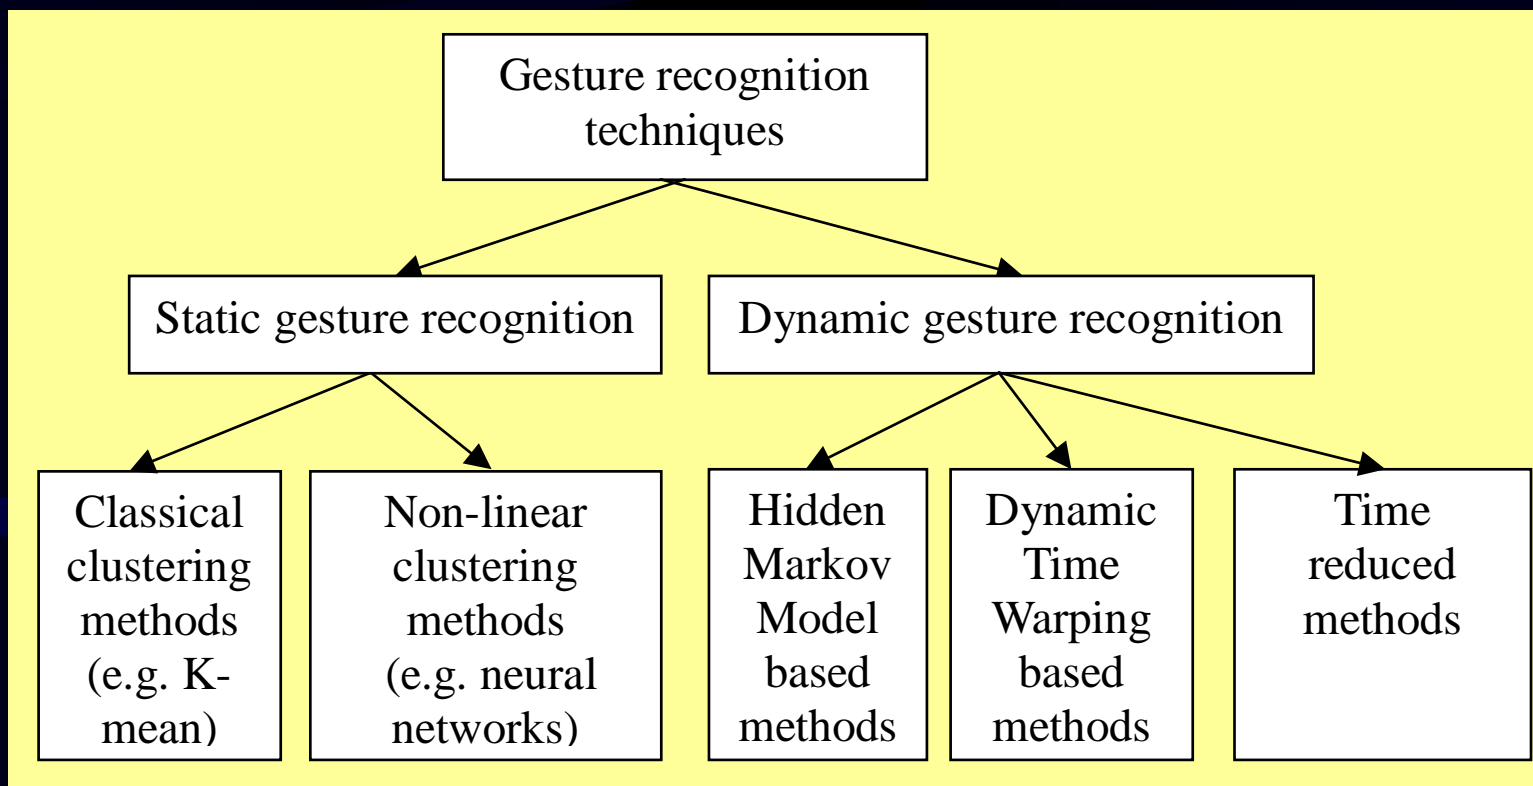 Gesture recognition
techniques
Static gesture recognition
Dynamic gesture recognition
Classical
clustering
methods
(e.g. K-
mean)
Non-linear
clustering
methods
(e.g. neural
networks)
Hidden
Markov
Model
based
methods
Dynamic
Time
Warping
based
methods
Time
reduced
methods